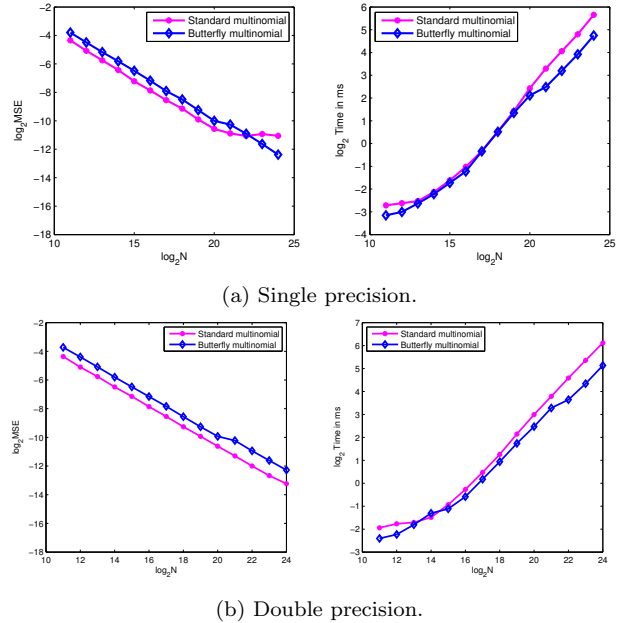 Standard multinomial
Butterfly multinomial
−2
−4
−6
−8
−10
−12
−14
−16
−18
log₂MSE
10 15 20 25
log₂N
Standard multinomial
Butterfly multinomial
6
5
4
3
2
1
0
−1
−2
−3
−4
log₂ Time in ms
10 15 20 25
log₂N
(a) Single precision.
Standard multinomial
Butterfly multinomial
−2
−4
−6
−8
−10
−12
−14
−16
−18
log₂MSE
10 12 14 16 18 20 22 24
log₂N
Standard multinomial
Butterfly multinomial
7
6
5
4
3
2
1
0
−1
−2
−3
log₂ Time in ms
10 12 14 16 18 20 22 24
log₂N
(b) Double precision.